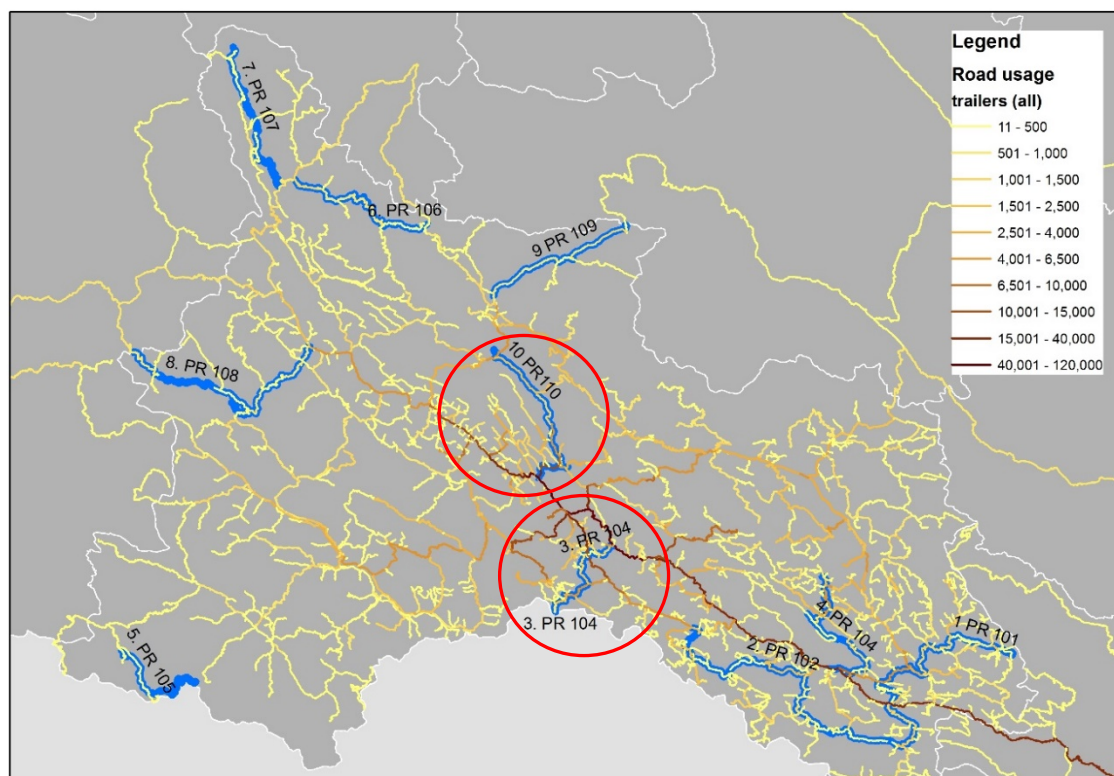 Legend
Road usage
trailers (all)
11 - 500
501 - 1,000
1,001 - 1,500
1,501 - 2,500
2,501 - 4,000
4,001 - 6,500
6,501 - 10,000
10,001 - 15,000
15,001 - 40,000
40,001 - 120,000
7. PR 107
6. PR 106
9 PR 109
10 PR110
8. PR 108
3. PR 104
3. PR 104
4. PR 104
1 PR 101
2. PR 102
5. PR 105